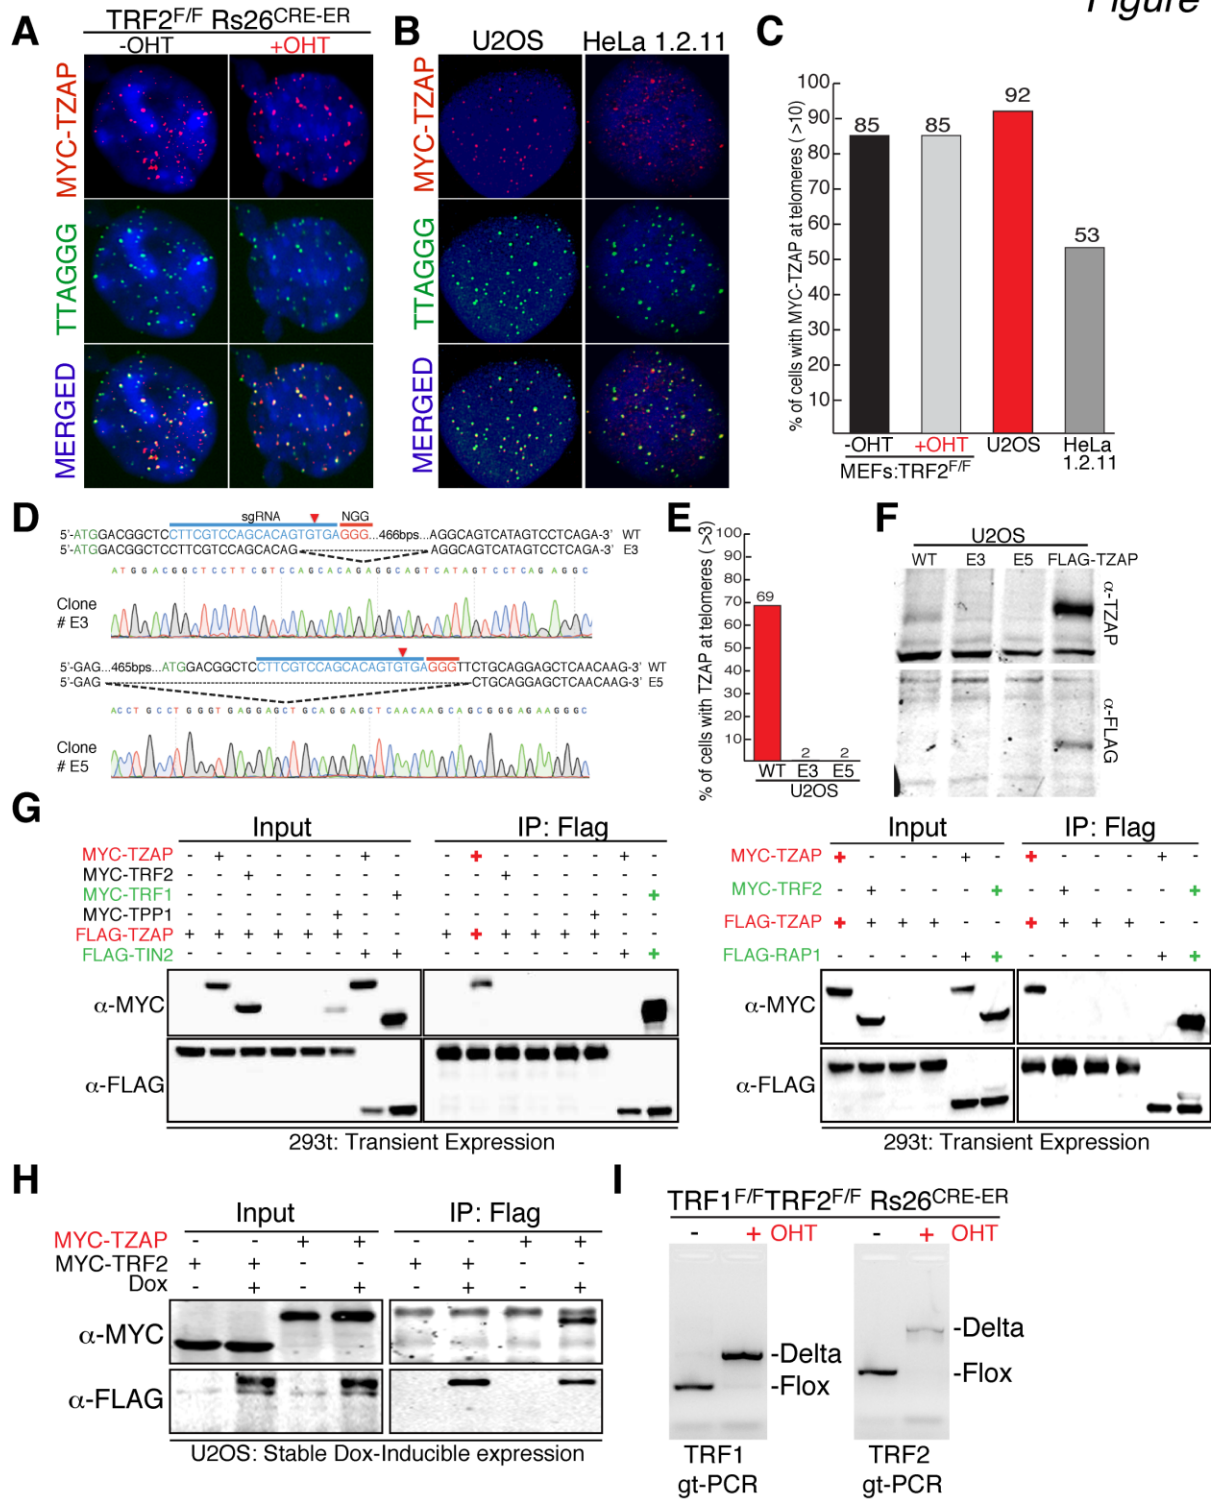 Figure
A
TRF2F/F Rs26CRE-ER
-OHT +OHT
MYC-TZAP
TTAGGG
MERGED
B
U2OS HeLa 1.2.11
MYC-TZAP
TTAGGG
MERGED
C
% of cells with MYC-TZAP at telomeres ( >10)
100
90
80
70
60
50
40
30
20
10
85 85 92 53
-OHT +OHT U2OS HeLa
1.2.11
MEFs:TRF2F/F
D
sgRNA NGG
5'-ATGGACGGCTCCTTCGTCCAGCACAGTGTGAGGG...466bps...AGGCAGTCATAGTCCTCAGA-3' WT
5'-ATGGACGGCTCCTTCGTCCAGCACAG AGGCAGTCATAGTCCTCAGA-3' E3
ATGGACGGCTCCTTCGTCCAGCACAGAGGCAGTCATAGTCCTCAGAGGC
Clone
# E3
5'-GAG...465bps...ATGGACGGCTCCTTCGTCCAGCACAGTGTGAGGGTTCTGCAGGAGCTCAACAAG-3' WT
5'-GAG CTGCAGGAGCTCAACAAG-3' E5
ACCTGCCTGGGTGAGGAGCTGCAGGAGCTCAACAAGCAGCGGGAGAAGGGC
Clone
# E5
E
% of cells with TZAP at telomeres ( >3)
100
90
80
70
60
50
40
30
20
10
69 2 2
WT E3 E5
U2OS
F
U2OS
WT E3 E5 FLAG-TZAP
α-TZAP
α-FLAG
G
Input IP: Flag
MYC-TZAP - + - - - - + - - + - - - - + -
MYC-TRF2 - - + - - - - - - - + - - - - -
MYC-TRF1 - - - - - - - + - - - - - - - +
MYC-TPP1 - - - - - + - - - - - - - + - -
FLAG-TZAP + + + + + + - - + + + + + + - -
FLAG-TIN2 - - - - - - + + - - - - - - + +
α-MYC
α-FLAG
293t: Transient Expression
Input IP: Flag
MYC-TZAP + - - - + - + - - - + -
MYC-TRF2 - + - - - + - + - - - +
FLAG-TZAP + + + + - - + + + + - -
FLAG-RAP1 - - - - + + - - - - + +
α-MYC
α-FLAG
293t: Transient Expression
H
Input IP: Flag
MYC-TZAP - - + + - - + +
MYC-TRF2 + + - - + + - -
Dox - + - + - + - +
α-MYC
α-FLAG
U2OS: Stable Dox-Inducible expression
I
TRF1F/FTRF2F/F Rs26CRE-ER
- + OHT - + OHT
-Delta
-Flox
-Delta
-Flox
TRF1
gt-PCR
TRF2
gt-PCR